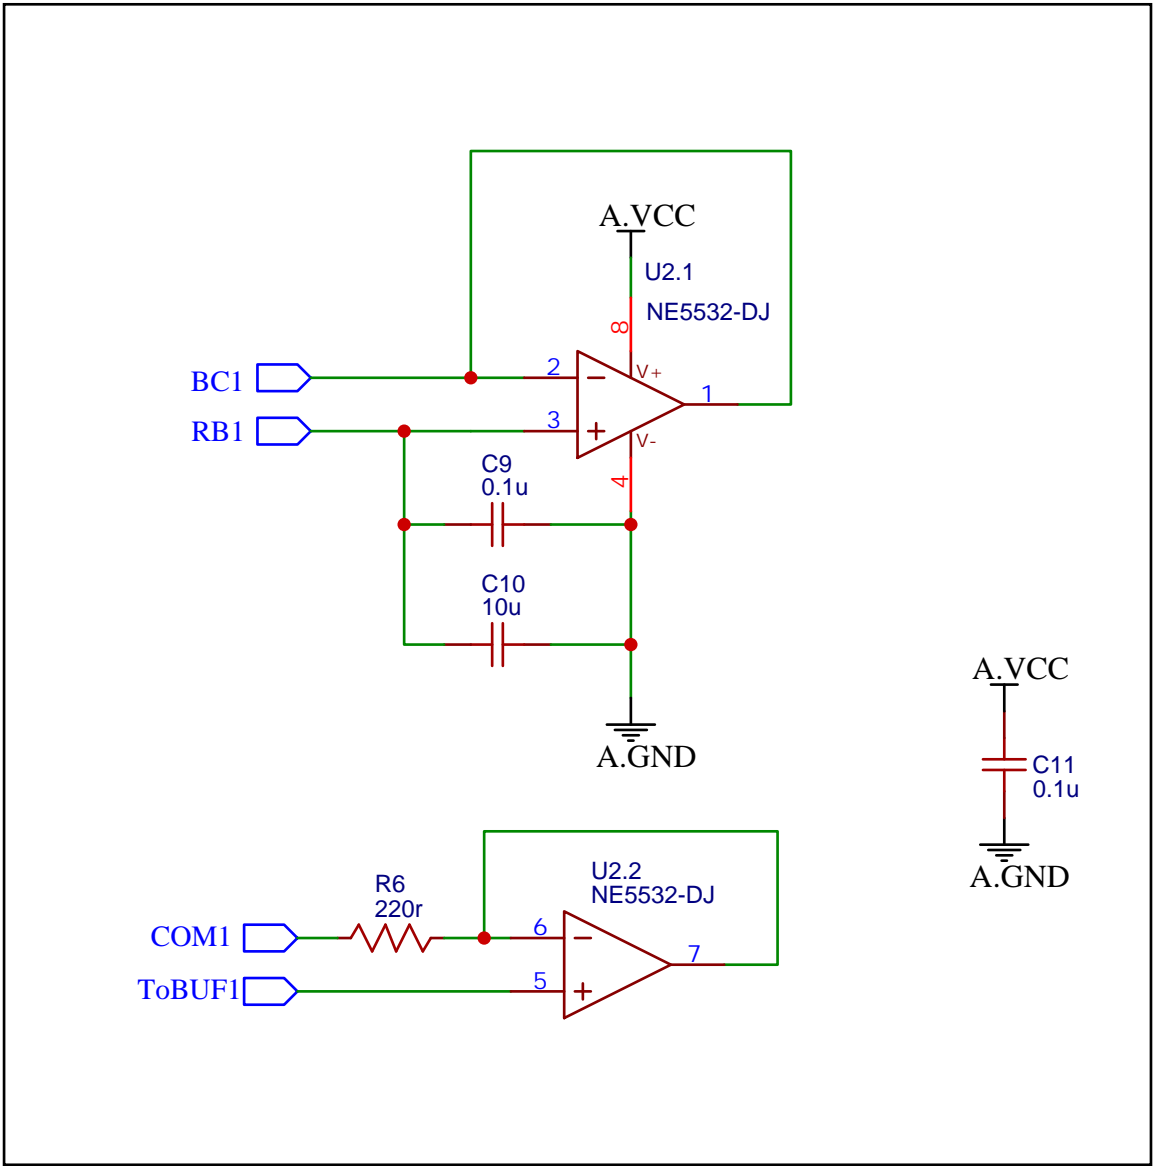 A.VCC
U2.1
NE5532-DJ
8
BC1
2
V+
1
RB1
3
V-
C9
0.1u
4
C10
10u
A.GND
A.VCC
C11
0.1u
A.GND
U2.2
NE5532-DJ
R6
220r
COM1
6
7
ToBUF1
5